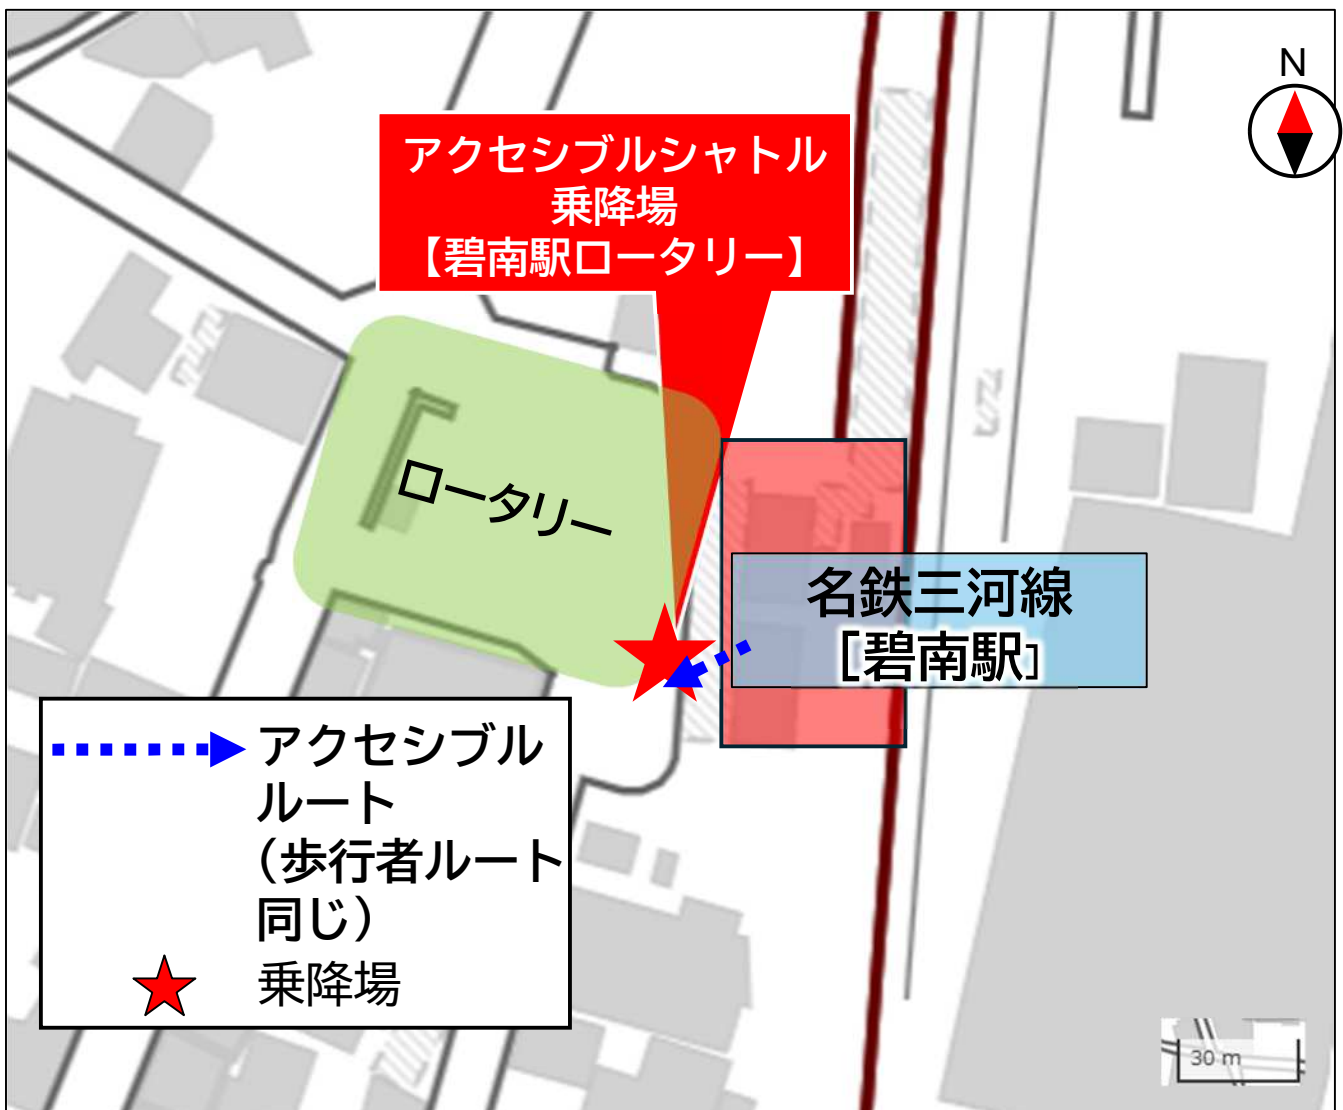 N
アクセシブルシャトル
乗降場
【碧南駅ロータリー】
ロータリー
名鉄三河線
［碧南駅］
アクセシブル
ルート
（歩行者ルート
同じ）
乗降場
30 m